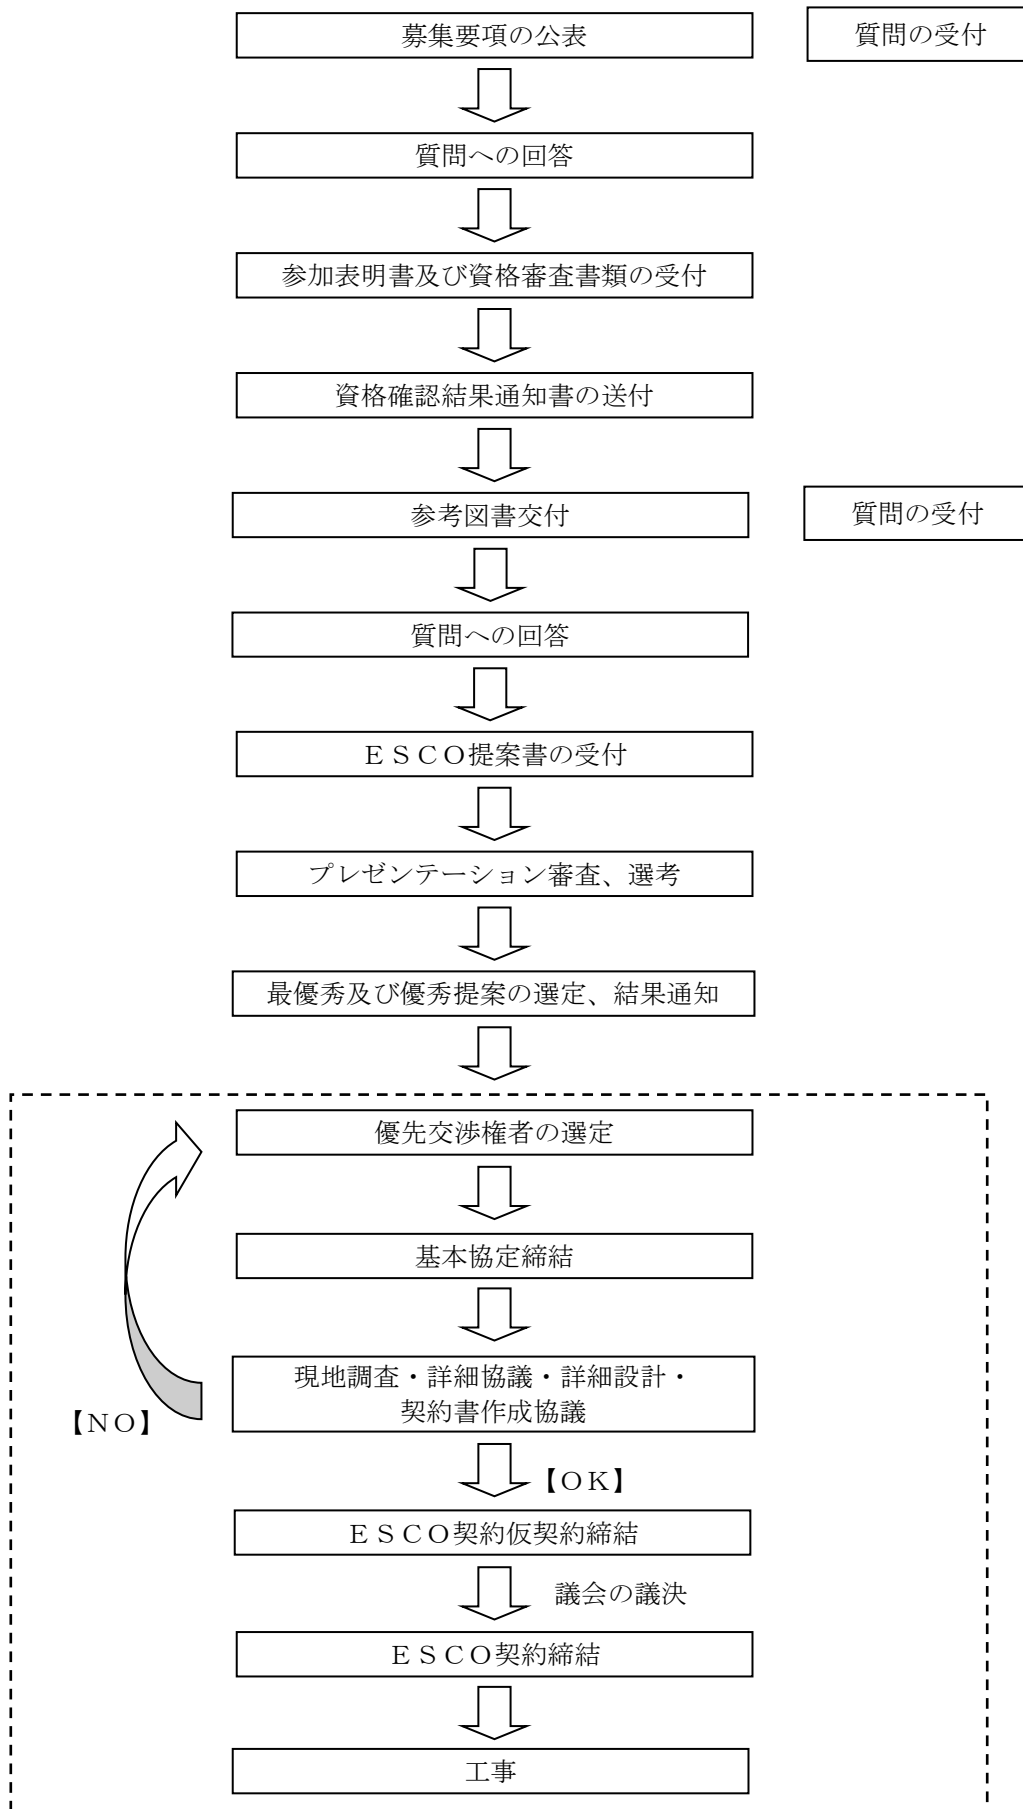 募集要項の公表
質問の受付
質問への回答
参加表明書及び資格審査書類の受付
資格確認結果通知書の送付
参考図書交付
質問の受付
質問への回答
ＥＳＣＯ提案書の受付
プレゼンテーション審査、選考
最優秀及び優秀提案の選定、結果通知
優先交渉権者の選定
基本協定締結
現地調査・詳細協議・詳細設計・
契約書作成協議
【ＮＯ】
【ＯＫ】
ＥＳＣＯ契約仮契約締結
議会の議決
ＥＳＣＯ契約締結
工事